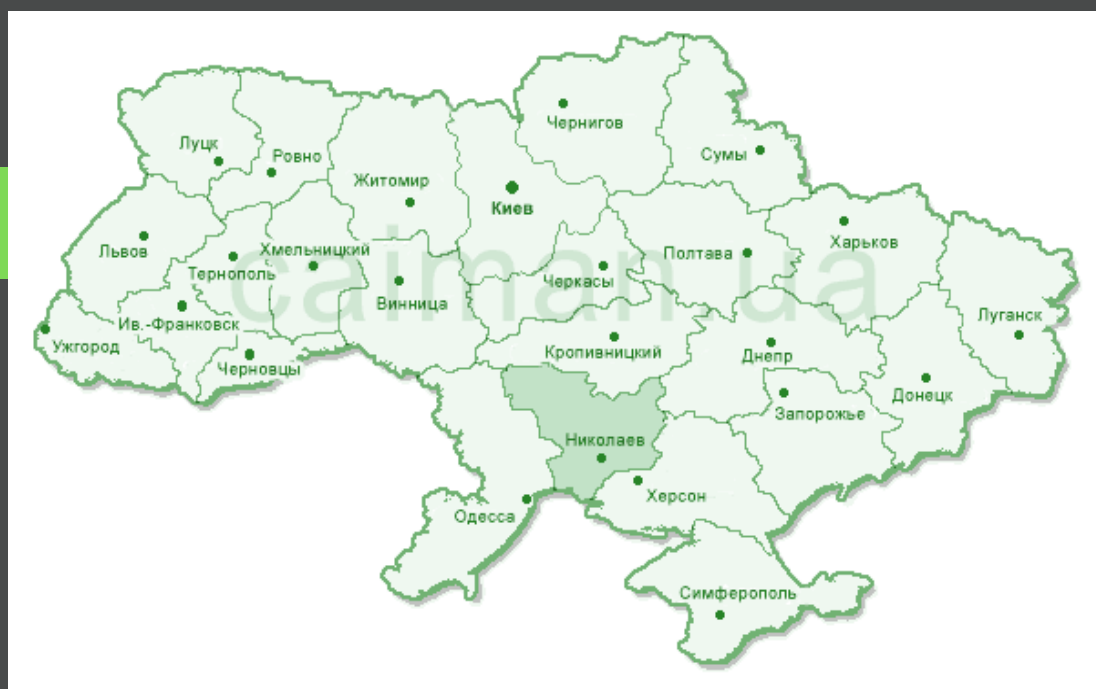 Чернигов
Луцк
Ровно
Сумы
Житомир
Киев
Харьков
Львов
Хмельницкий
Полтава
Тернополь
Черкасы
caiman.ua
Винница
Луганск
Ив.-Франковск
Ужгород
Кропивницкий
Днепр
Черновцы
Донецк
Запорожье
Николаев
Херсон
Одесса
Симферополь